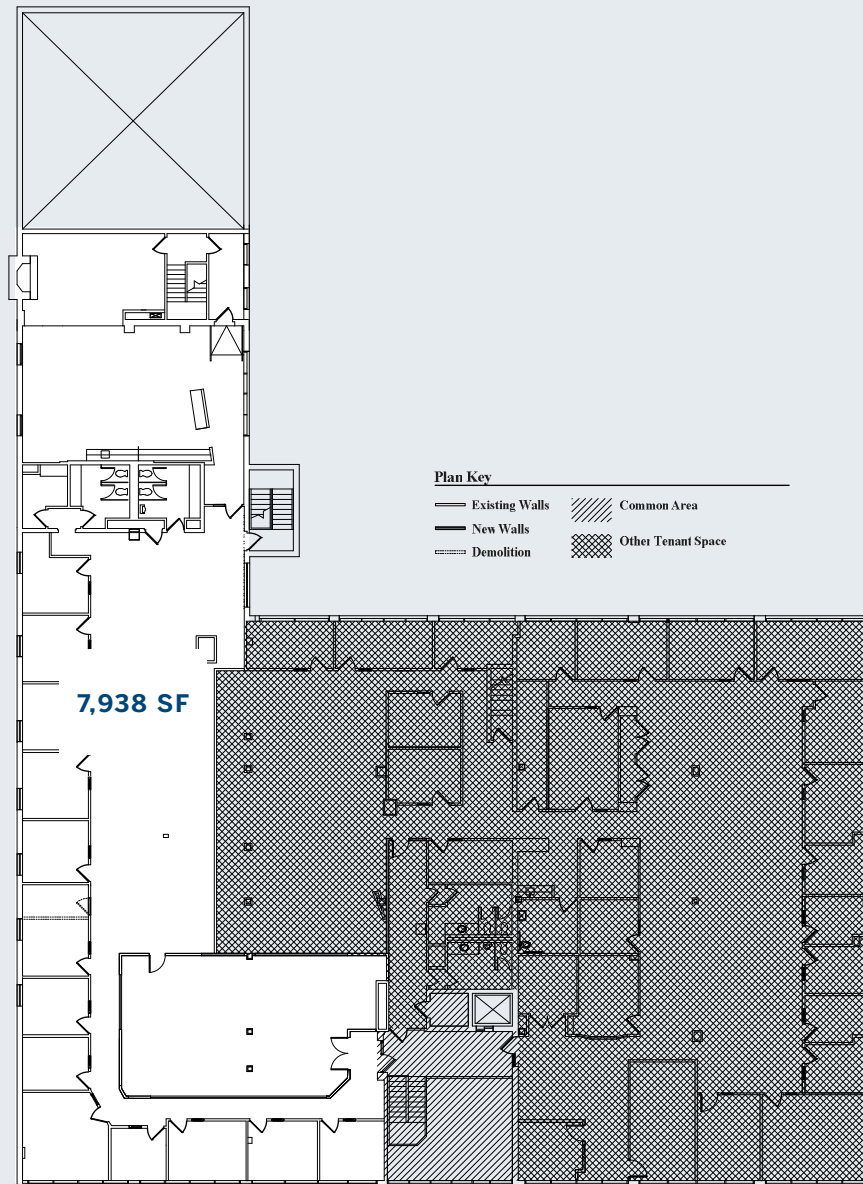 Plan Key
Existing Walls
Common Area
New Walls
Other Tenant Space
Demolition
7,938 SF